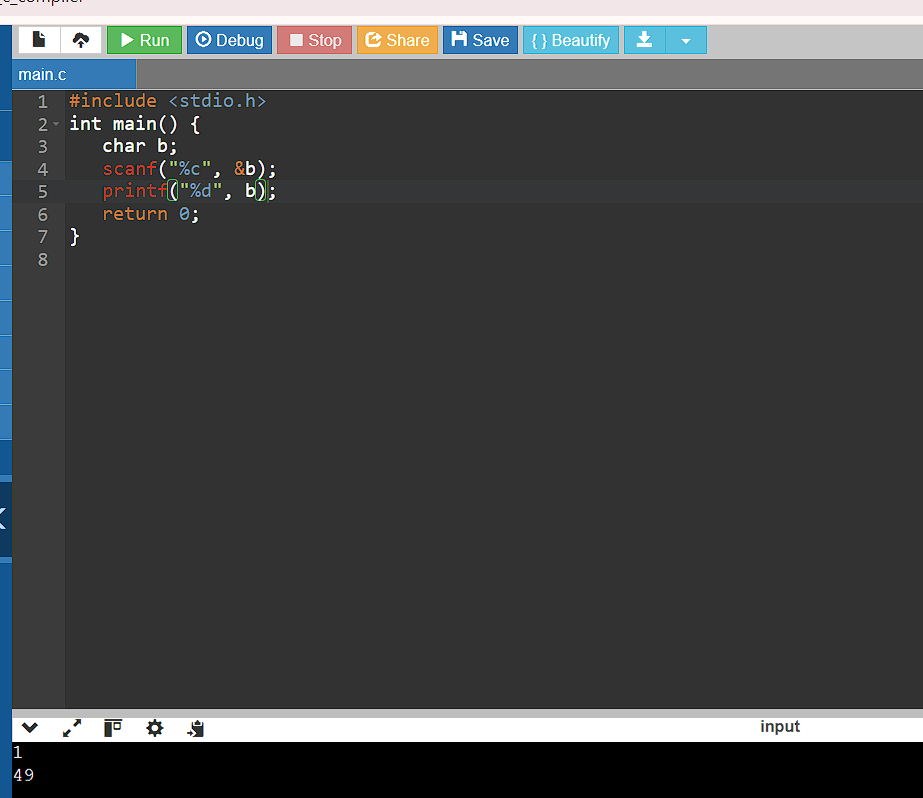 _c_compiler
Run Debug Stop Share Save { } Beautify
main.c
1 #include <stdio.h>
2 int main() {
3 char b;
4 scanf("%c", &b);
5 printf("%d", b);
6 return 0;
7 }
8
input
1
49